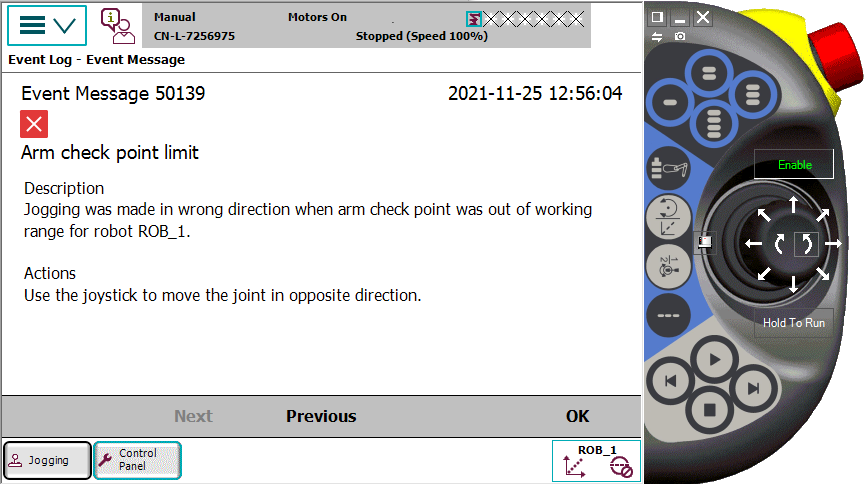 Manual
Motors On
CN-L-7256975
Stopped (Speed 100%)
Event Log - Event Message
Event Message 50139
2021-11-25 12:56:04
Arm check point limit
Description
Jogging was made in wrong direction when arm check point was out of working
range for robot ROB_1.
Actions
Use the joystick to move the joint in opposite direction.
Next
Previous
OK
Jogging
Control
Panel
ROB_1
Enable
Hold To Run